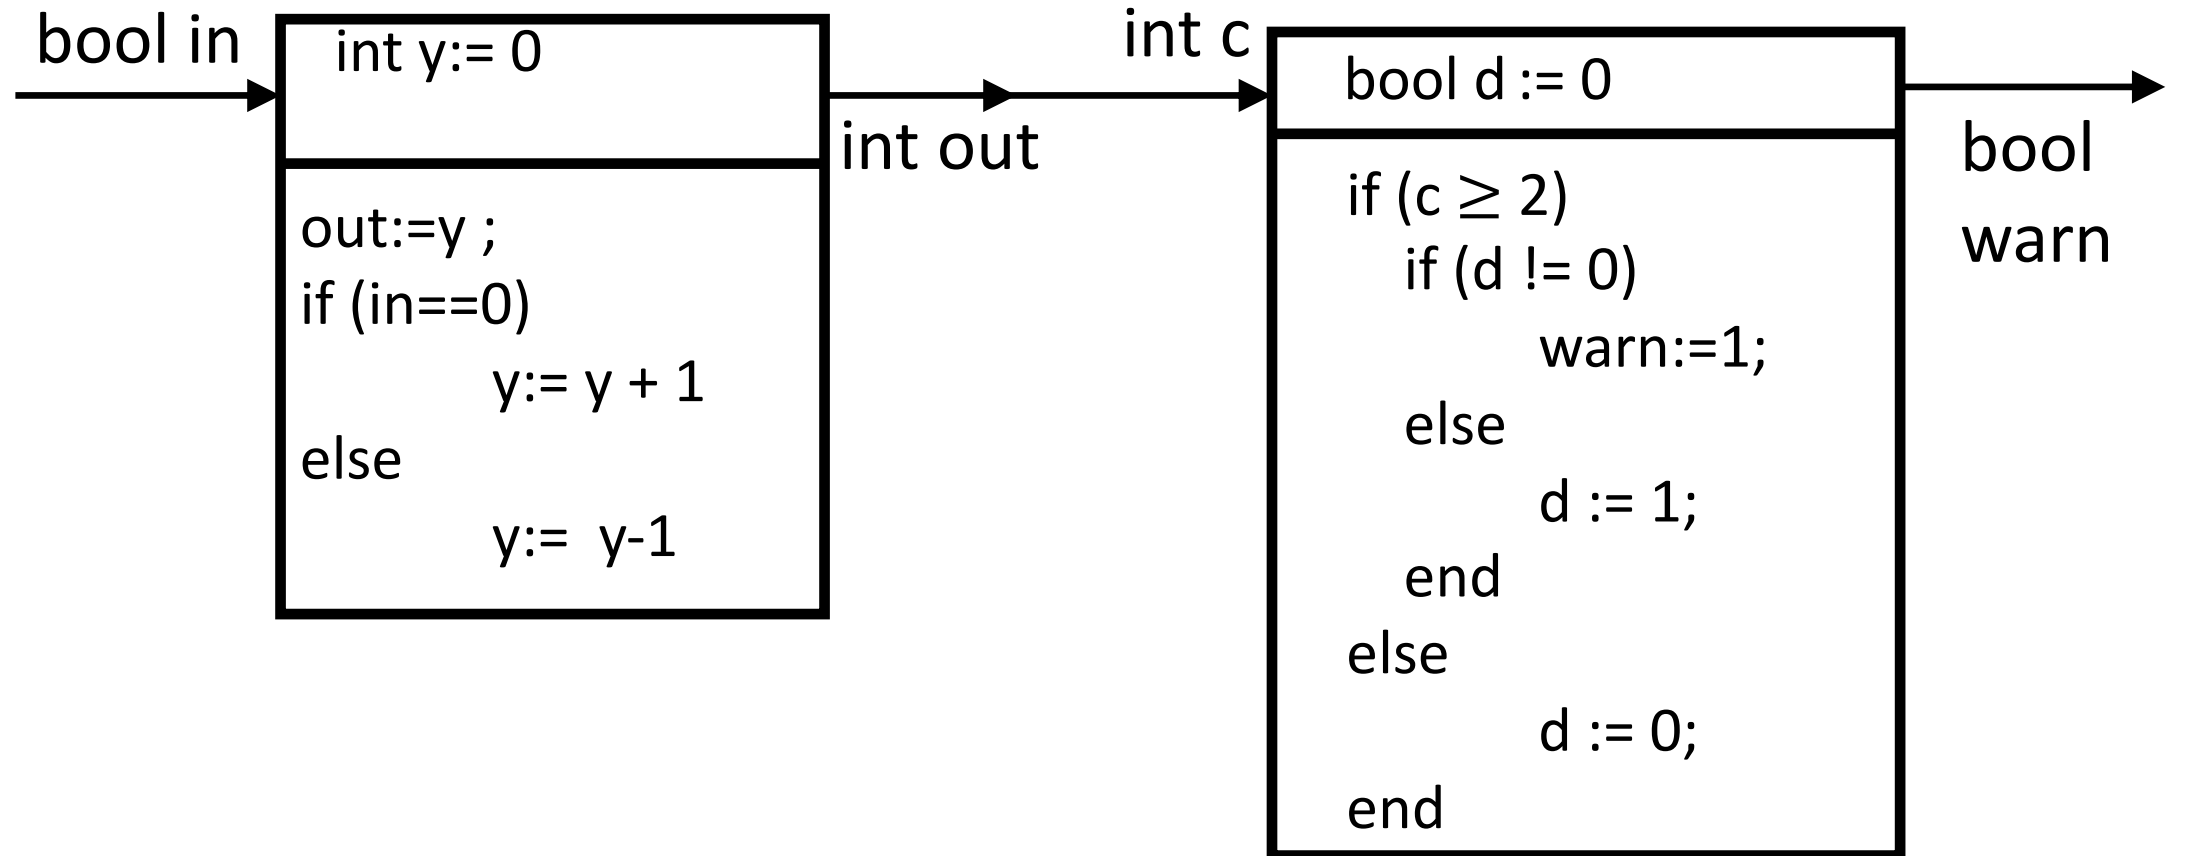 bool in
int y:= 0
out:=y ;
if (in==0)
y:= y + 1
else
y:= y-1
int out
int c
bool d := 0
if (c ≥ 2)
if (d != 0)
warn:=1;
else
d := 1;
end
else
d := 0;
end
bool
warn